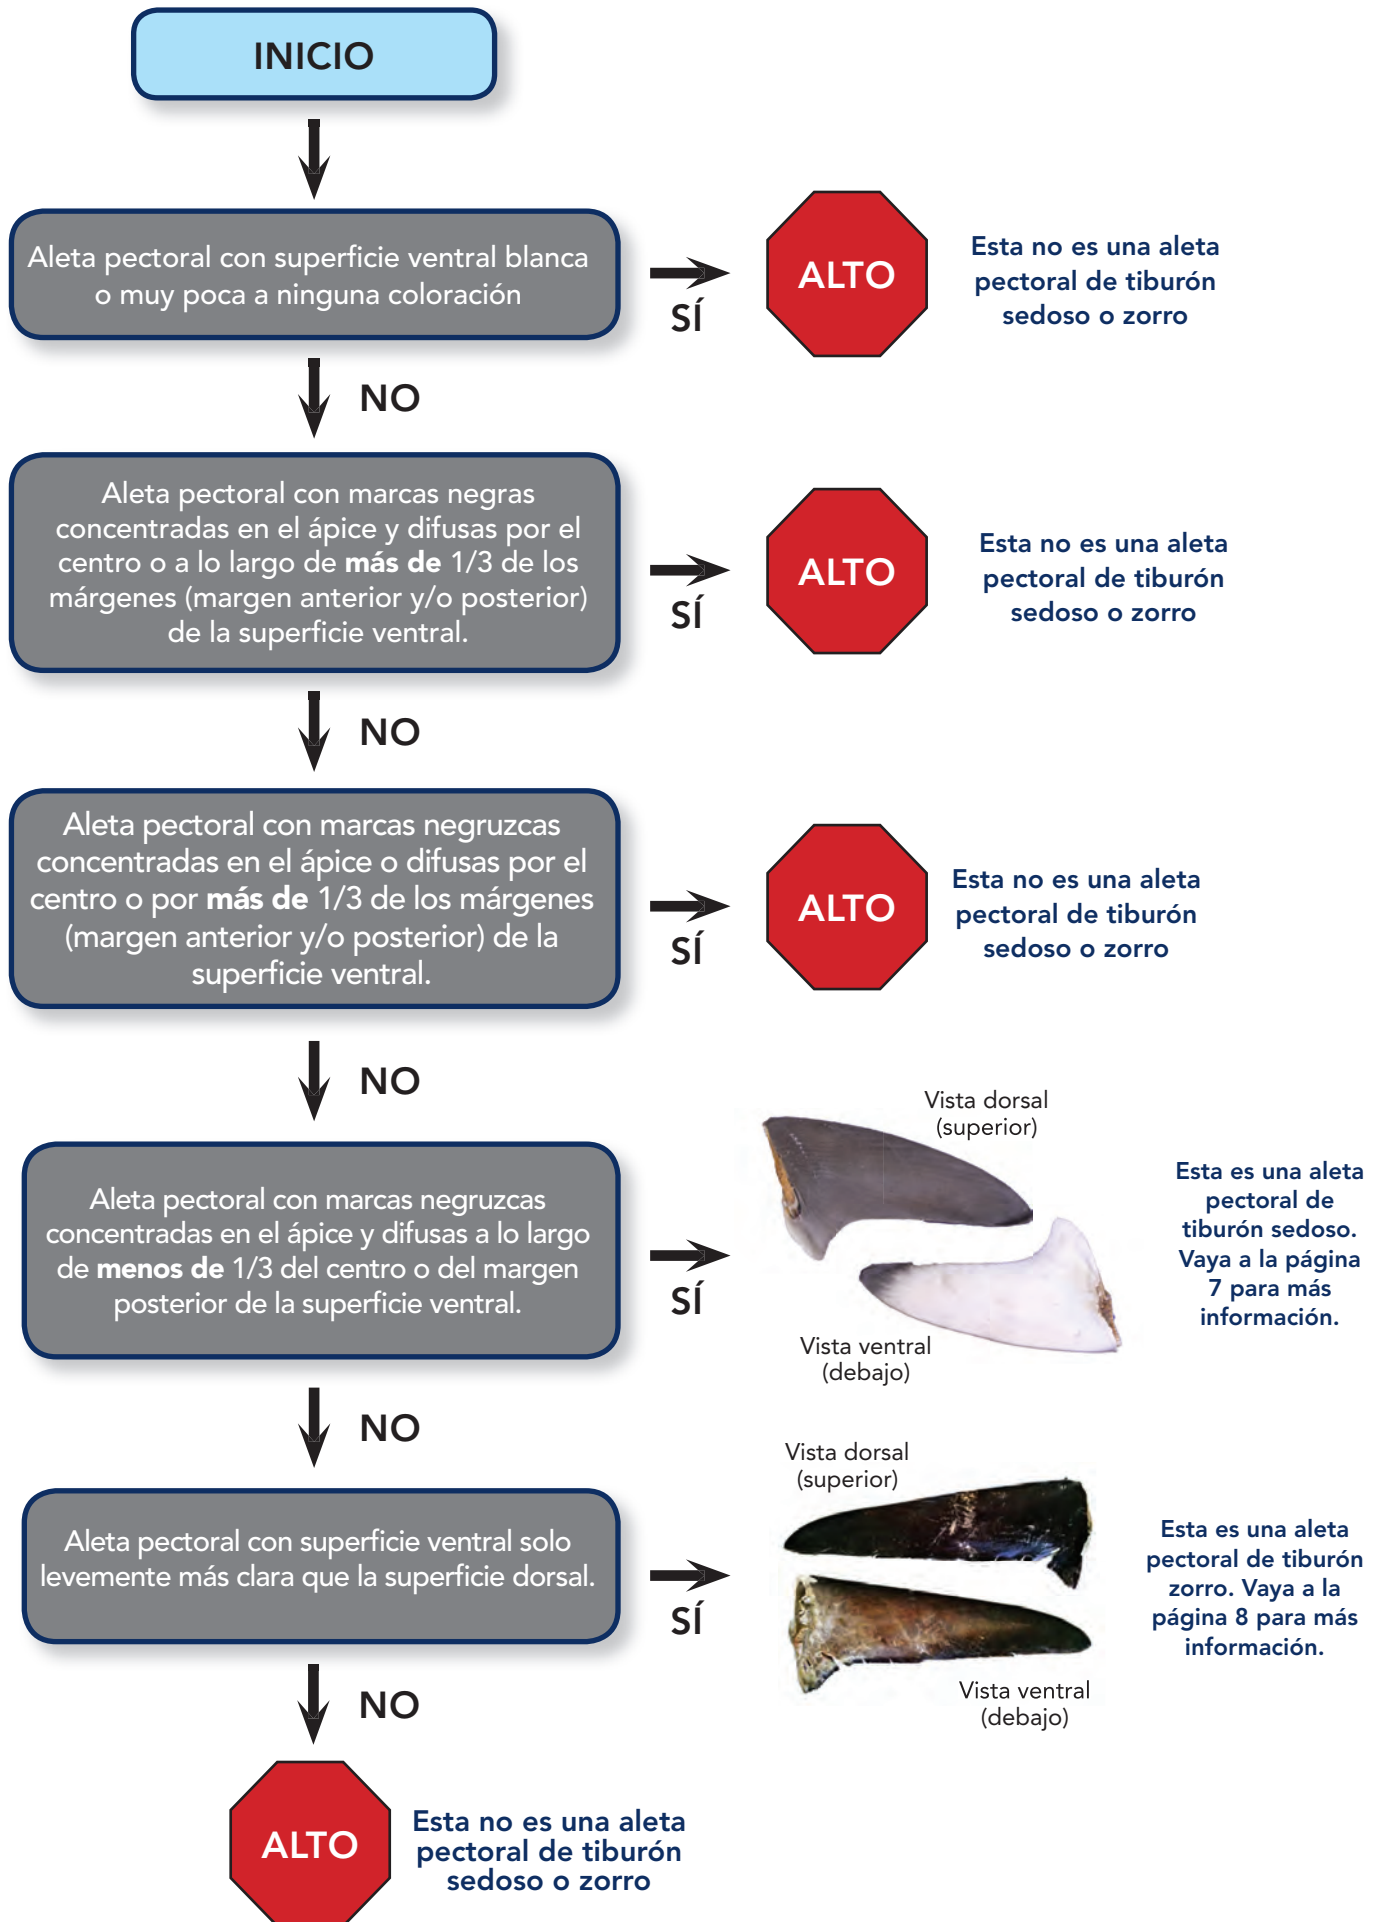 INICIO
Aleta pectoral con superficie ventral blanca
o muy poca a ninguna coloración
SÍ
ALTO
Esta no es una aleta
pectoral de tiburón
sedoso o zorro
NO
Aleta pectoral con marcas negras
concentradas en el ápice y difusas por el
centro o a lo largo de más de 1/3 de los
márgenes (margen anterior y/o posterior)
de la superficie ventral.
SÍ
ALTO
Esta no es una aleta
pectoral de tiburón
sedoso o zorro
NO
Aleta pectoral con marcas negruzcas
concentradas en el ápice o difusas por el
centro o por más de 1/3 de los márgenes
(margen anterior y/o posterior) de la
superficie ventral.
SÍ
ALTO
Esta no es una aleta
pectoral de tiburón
sedoso o zorro
NO
Aleta pectoral con marcas negruzcas
concentradas en el ápice y difusas a lo largo
de menos de 1/3 del centro o del margen
posterior de la superficie ventral.
SÍ
Vista dorsal
(superior)
Vista ventral
(debajo)
Esta es una aleta
pectoral de
tiburón sedoso.
Vaya a la página
7 para más
información.
NO
Aleta pectoral con superficie ventral solo
levemente más clara que la superficie dorsal.
SÍ
Vista dorsal
(superior)
Vista ventral
(debajo)
Esta es una aleta
pectoral de tiburón
zorro. Vaya a la
página 8 para más
información.
NO
ALTO
Esta no es una aleta
pectoral de tiburón
sedoso o zorro